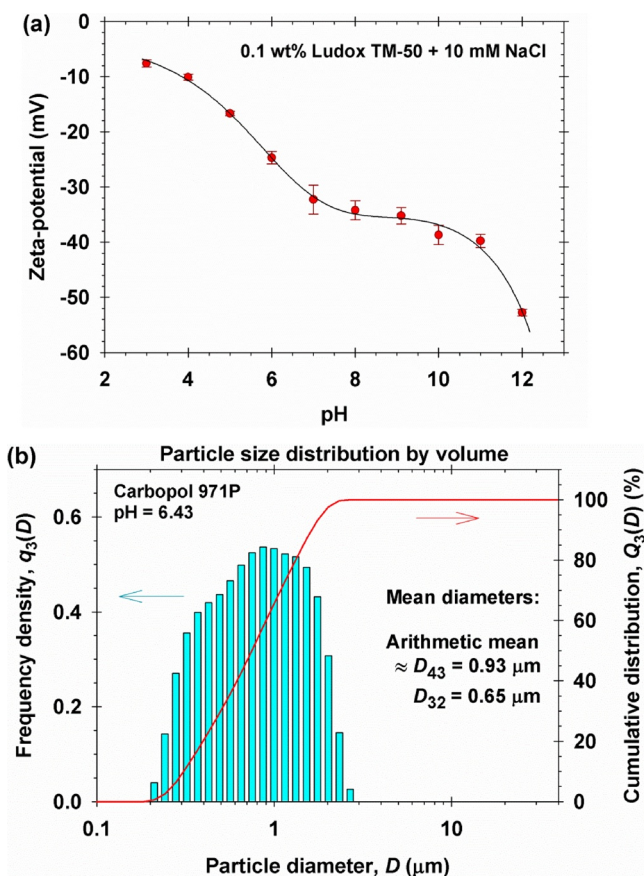 (a)
0.1 wt% Ludox TM-50 + 10 mM NaCl
Zeta-potential (mV)
0
-10
-20
-30
-40
-50
-60
2 4 6 8 10 12
pH
(b)
Particle size distribution by volume
Carbopol 971P
pH = 6.43
Frequency density, q3(D)
0.6
0.4
0.2
0.0
Mean diameters:
Arithmetic mean
≈ D43 = 0.93 μm
D32 = 0.65 μm
100
80
60
40
20
0
Cumulative distribution, Q3(D) (%)
0.1 1 10
Particle diameter, D (μm)